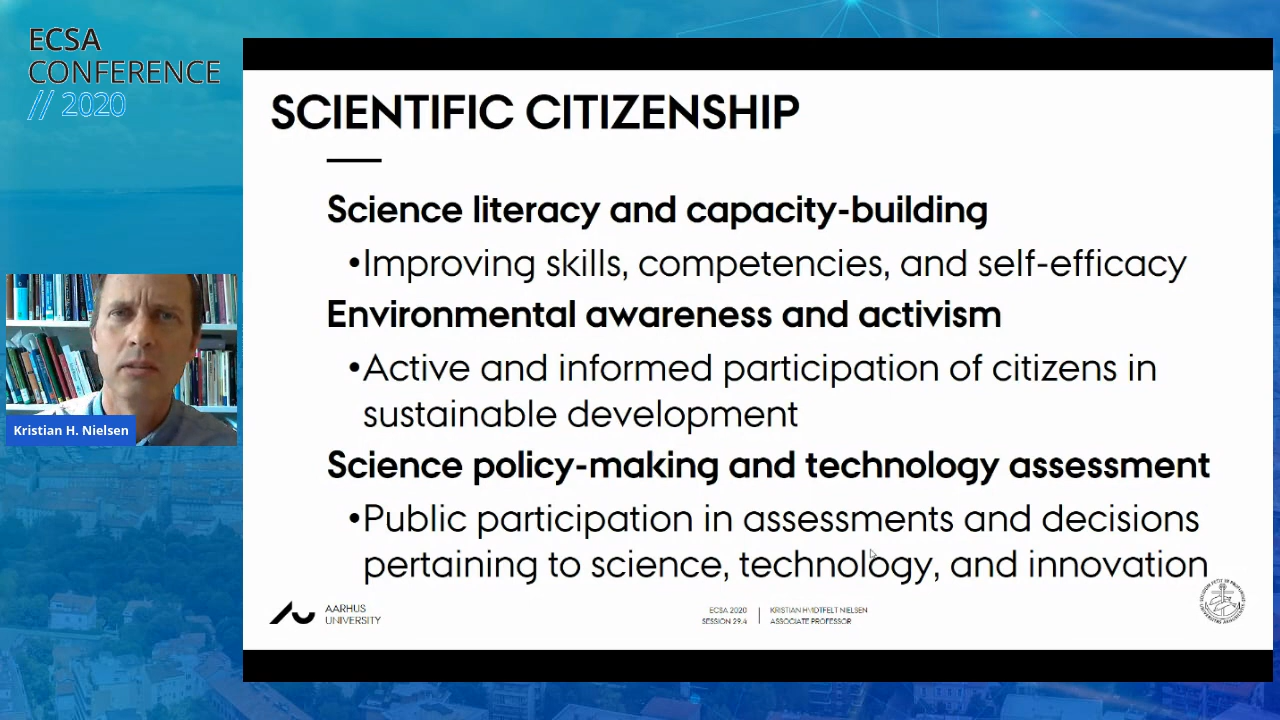 ECSA
CONFERENCE
// 2020
SCIENTIFIC CITIZENSHIP
Science literacy and capacity-building
•Improving skills, competencies, and self-efficacy
Environmental awareness and activism
•Active and informed participation of citizens in
sustainable development
Science policy-making and technology assessment
•Public participation in assessments and decisions
pertaining to science, technology, and innovation
Kristian H. Nielsen
AARHUS
UNIVERSITY
ECSA 2020
SESSION 29.4
KRISTIAN HVIDTFELT NIELSEN
ASSOCIATE PROFESSOR